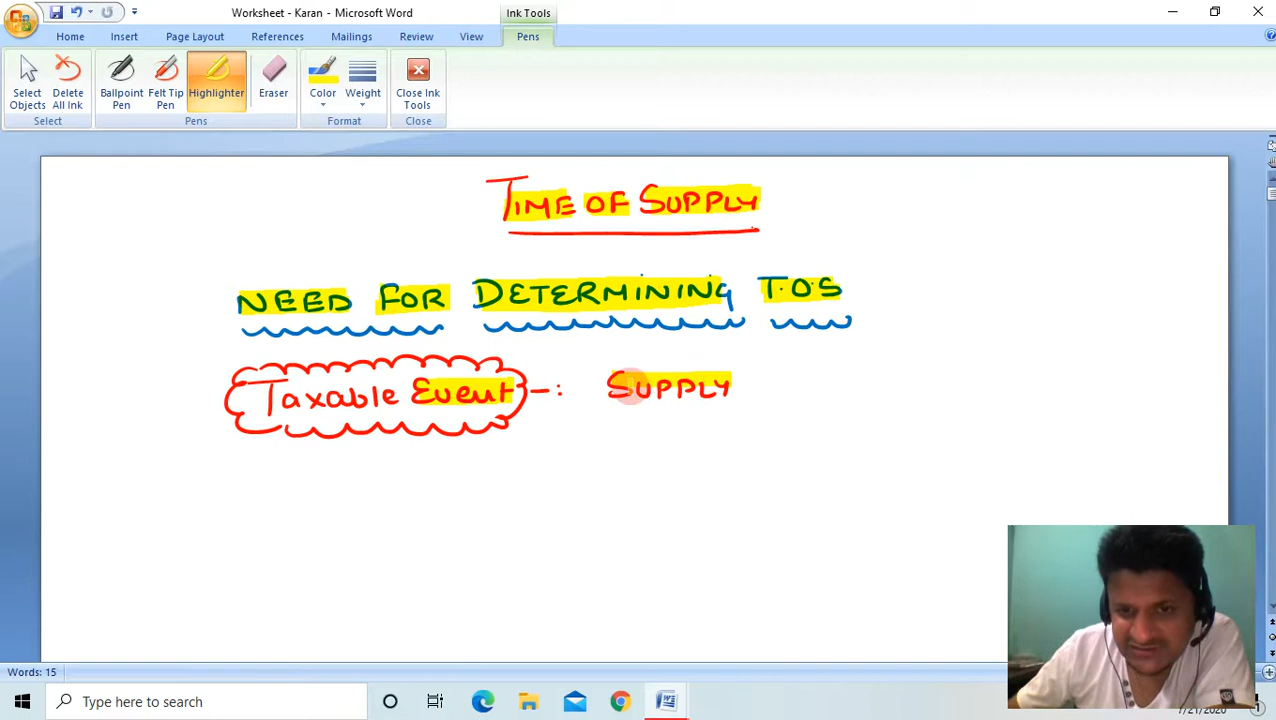 Worksheet - Karan - Microsoft Word
Ink Tools
Home Insert Page Layout References Mailings Review View Pens
Select Objects
Delete All Ink
Ballpoint Pen
Felt Tip Pen
Highlighter
Eraser
Color
Weight
Close Ink Tools
Select Pens Format Close
TIME OF SUPPLY
NEED FOR DETERMINING T.O.S
Taxable Event -: SUPPLY
Words: 15
Type here to search